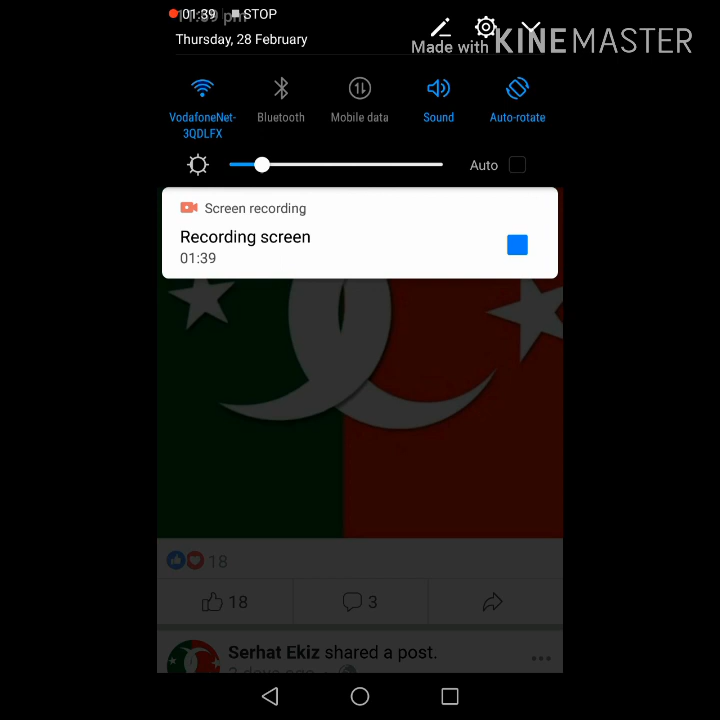 01:39 STOP
Thursday, 28 February
Made with KINEMASTER
VodafoneNet-
3QDLFX
Bluetooth
Mobile data
Sound
Auto-rotate
Auto
Screen recording
Recording screen
01:39
18
18
3
Serhat Ekiz shared a post.